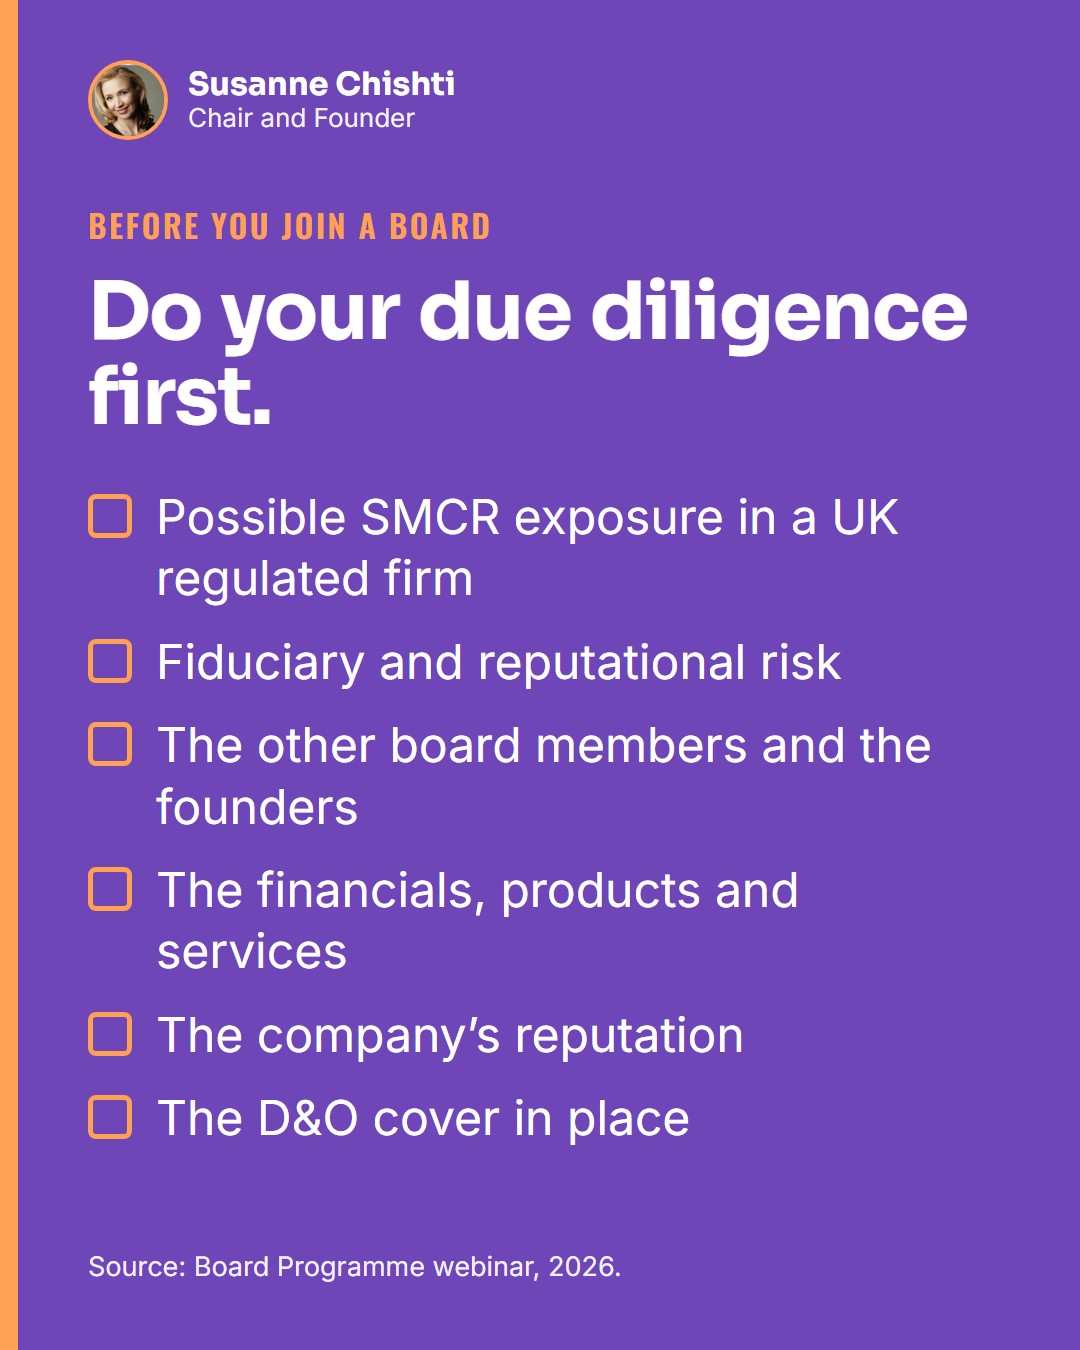 Susanne Chishti
Chair and Founder
BEFORE YOU JOIN A BOARD
Do your due diligence
first.
Possible SMCR exposure in a UK
regulated firm
Fiduciary and reputational risk
The other board members and the
founders
The financials, products and
services
The company’s reputation
The D&O cover in place
Source: Board Programme webinar, 2026.